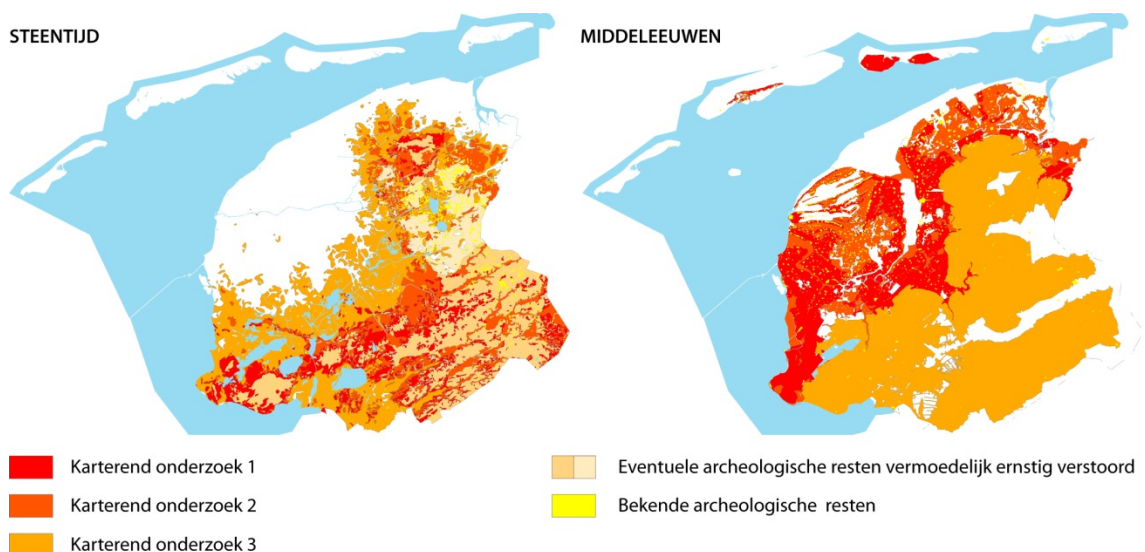 STEENTIJD
MIDDELEEUWEN
Karterend onderzoek 1
Karterend onderzoek 2
Karterend onderzoek 3
Eventuele archeologische resten vermoedelijk ernstig verstoord
Bekende archeologische resten